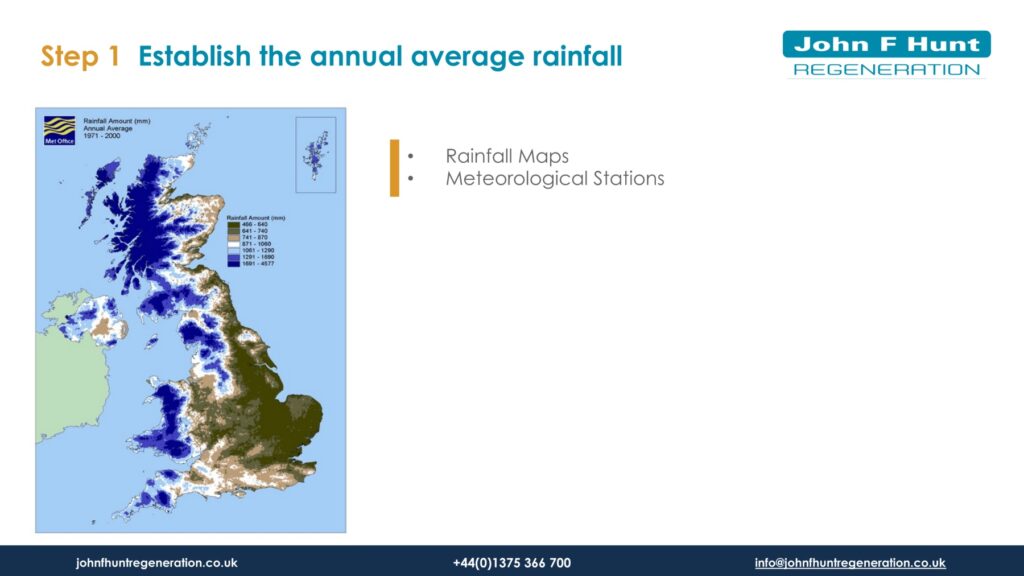 Step 1 Establish the annual average rainfall
John F Hunt
REGENERATION
Met Office
Rainfall Amount (mm)
Annual Average
1971 - 2000
Rainfall Amount (mm)
466 - 640
641 - 740
741 - 870
871 - 1060
1061 - 1290
1291 - 1690
1691 - 4577
• Rainfall Maps
• Meteorological Stations
johnfhuntregeneration.co.uk
+44(0)1375 366 700
info@johnfhuntregeneration.co.uk